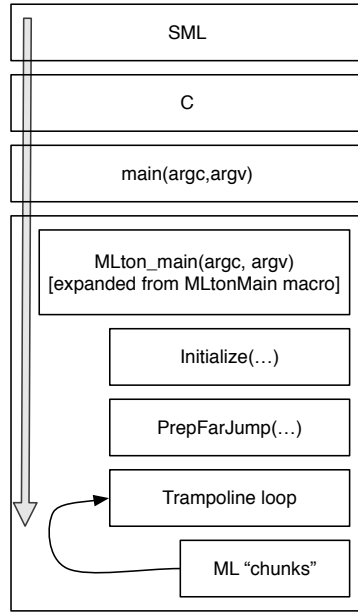 SML
C
main(argc,argv)
MLton_main(argc, argv)
[expanded from MLtonMain macro]
Initialize(…)
PrepFarJump(…)
Trampoline loop
ML “chunks”